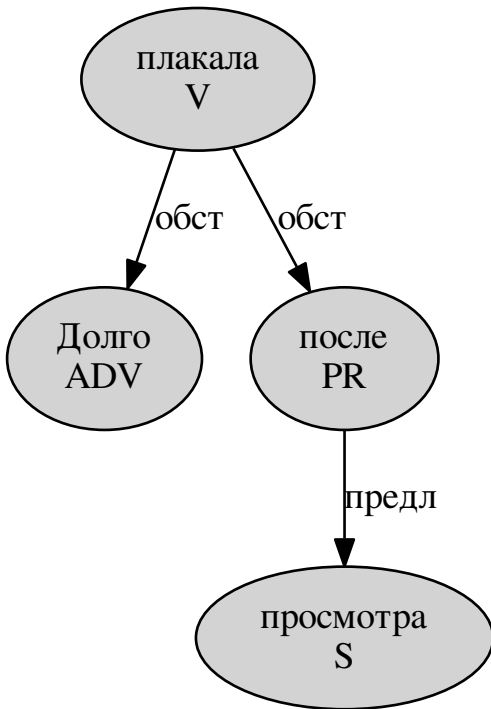 плакала
V
обст
обст
Долго
ADV
после
PR
предл
просмотра
S